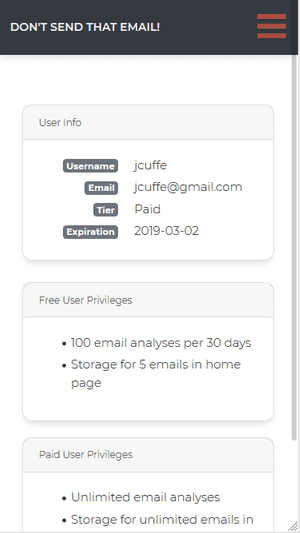 DON'T SEND THAT EMAIL!
User Info
Username jcuffe
Email jcuffe@gmail.com
Tier Paid
Expiration 2019-03-02
Free User Privileges
• 100 email analyses per 30 days
• Storage for 5 emails in home
page
Paid User Privileges
• Unlimited email analyses
• Storage for unlimited emails in